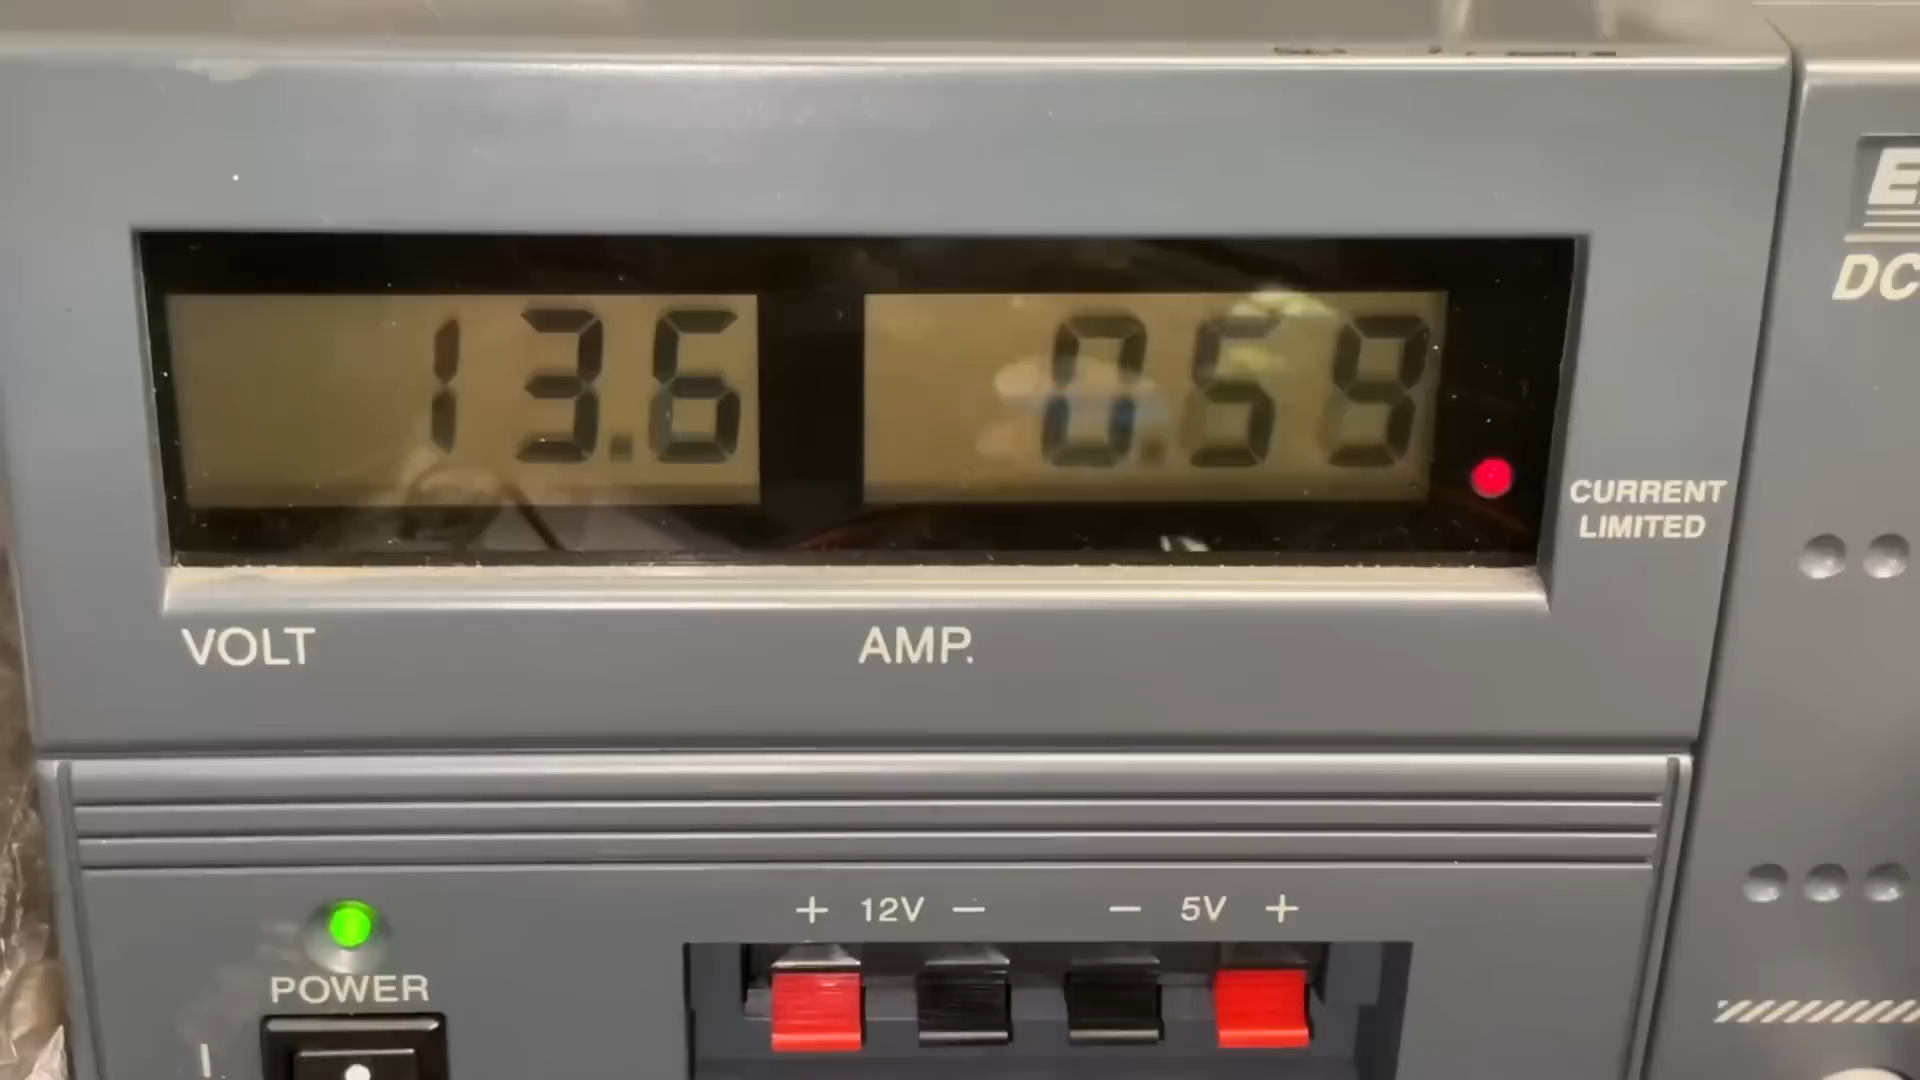 13.6
0.59
CURRENT
LIMITED
VOLT
AMP.
DC
+ 12V − − 5V +
POWER